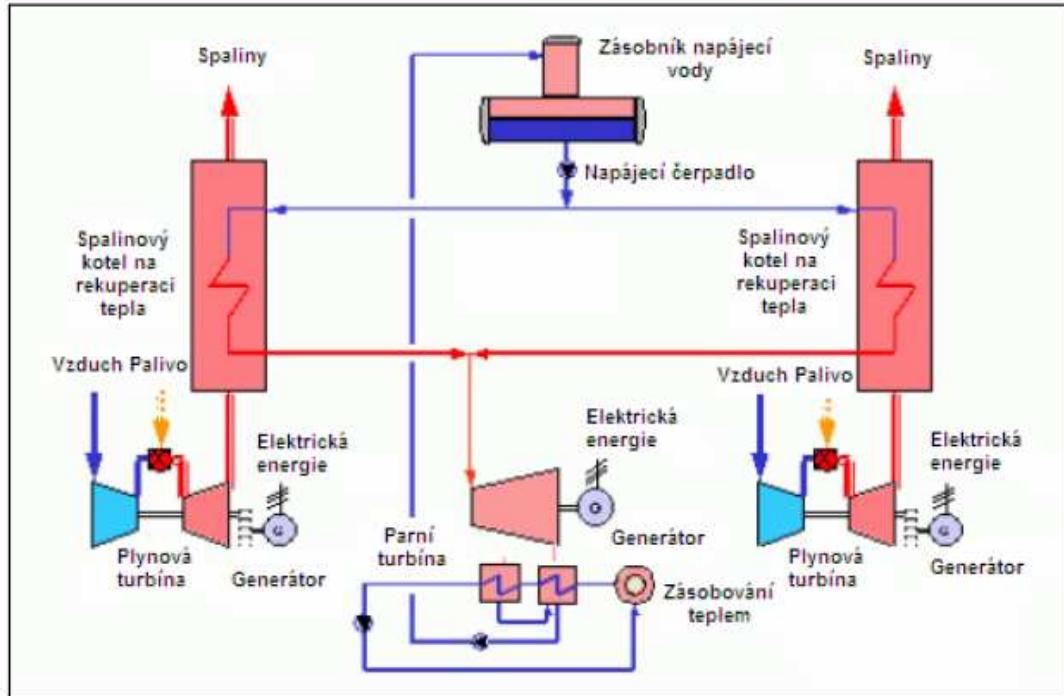 Spaliny
Zásobník napájecí
vody
Spaliny
Napájecí čerpadlo
Spalinový
kotel na
rekuperaci
tepla
Spalinový
kotel na
rekuperaci
tepla
Vzduch Palivo
Vzduch Palivo
Elektrická
energie
Elektrická
energie
Elektrická
energie
G
G
G
Plynová
turbína
Generátor
Parní
turbína
Generátor
Zásobování
teplem
Plynová
turbína
Generátor